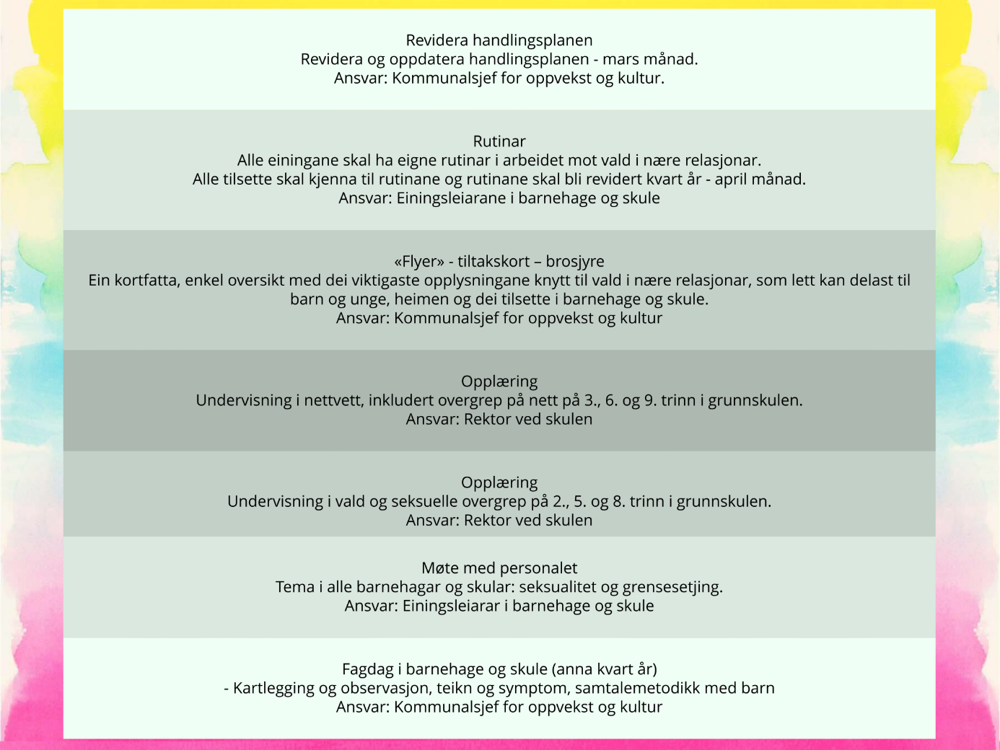 Revidera handlingsplanen
Revidera og oppdatera handlingsplanen - mars månad.
Ansvar: Kommunalsjef for oppvekst og kultur.
Rutinar
Alle einingane skal ha eigne rutinar i arbeidet mot vald i nære relasjonar.
Alle tilsette skal kjenna til rutinane og rutinane skal bli revidert kvart år - april månad.
Ansvar: Einingsleiarane i barnehage og skule
«Flyer» - tiltakskort – brosjyre
Ein kortfatta, enkel oversikt med dei viktigaste opplysningane knytt til vald i nære relasjonar, som lett kan delast til
barn og unge, heimen og dei tilsette i barnehage og skule.
Ansvar: Kommunalsjef for oppvekst og kultur
Opplæring
Undervisning i nettvett, inkludert overgrep på nett på 3., 6. og 9. trinn i grunnskulen.
Ansvar: Rektor ved skulen
Opplæring
Undervisning i vald og seksuelle overgrep på 2., 5. og 8. trinn i grunnskulen.
Ansvar: Rektor ved skulen
Møte med personalet
Tema i alle barnehagar og skular: seksualitet og grensesetjing.
Ansvar: Einingsleiarar i barnehage og skule
Fagdag i barnehage og skule (anna kvart år)
- Kartlegging og observasjon, teikn og symptom, samtalemetodikk med barn
Ansvar: Kommunalsjef for oppvekst og kultur